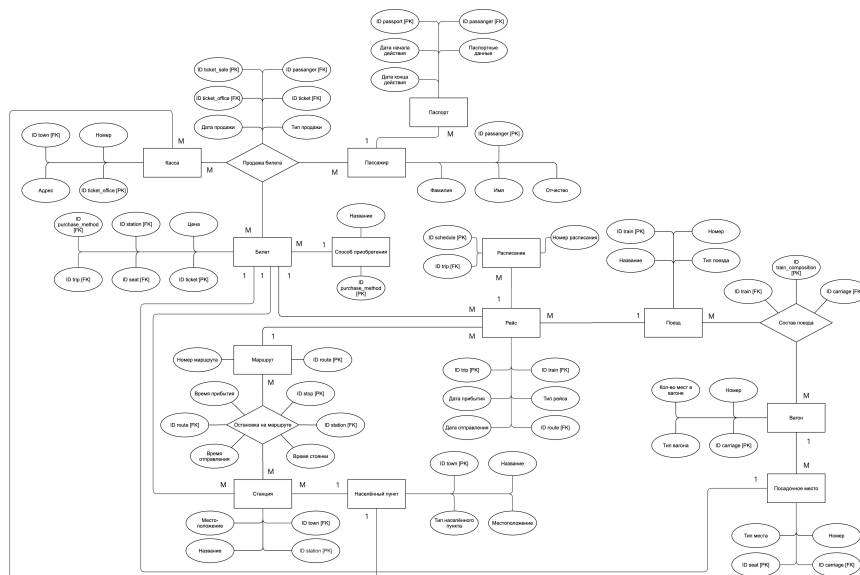 ID passport [PK]
ID passanger [FK]
Дата начала
действия
Паспортные
данные
Дата конца
действия
Паспорт
ID ticket_sale [PK]
ID passanger [FK]
ID ticket_office [FK]
ID ticket [FK]
Дата продажи
Тип продажи
ID town [FK]
Номер
Адрес
ID ticket_office [PK]
Касса
M
M
Продажа билета
M
Пассажир
1
M
ID passanger [PK]
Фамилия
Имя
Отчество
ID
purchase_method
[FK]
ID station [FK]
Цена
ID trip [FK]
ID seat [FK]
ID ticket [PK]
M
Билет
M
1
Способ приобретения
Название
ID
purchase_method
[PK]
1
1
1
ID schedule [PK]
ID trip [FK]
Расписание
Номер расписания
M
1
ID train [PK]
Номер
Название
Тип поезда
M
Рейс
M
M
1
Поезд
M
Состав поезда
ID train [FK]
ID
train_composition
[PK]
ID carriage [FK]
M
1
Номер маршрута
Маршрут
ID route [PK]
M
ID trip [PK]
ID train [FK]
Дата прибытия
Тип рейса
Дата отправления
ID route [FK]
Время прибытия
ID stop [PK]
ID route [FK]
Остановка на маршруте
ID station [FK]
Время
отправления
Время стоянки
M
Кол-во мест в
вагоне
Номер
Тип вагона
ID carriage [PK]
Вагон
1
M
M
Станция
M
1
Населённый пункт
1
ID town [PK]
Название
Тип населённого
пункта
Местоположение
1
Посадочное место
Место-
положение
ID town [FK]
Название
ID station [PK]
Тип места
Номер
ID seat [PK]
ID carriage [FK]